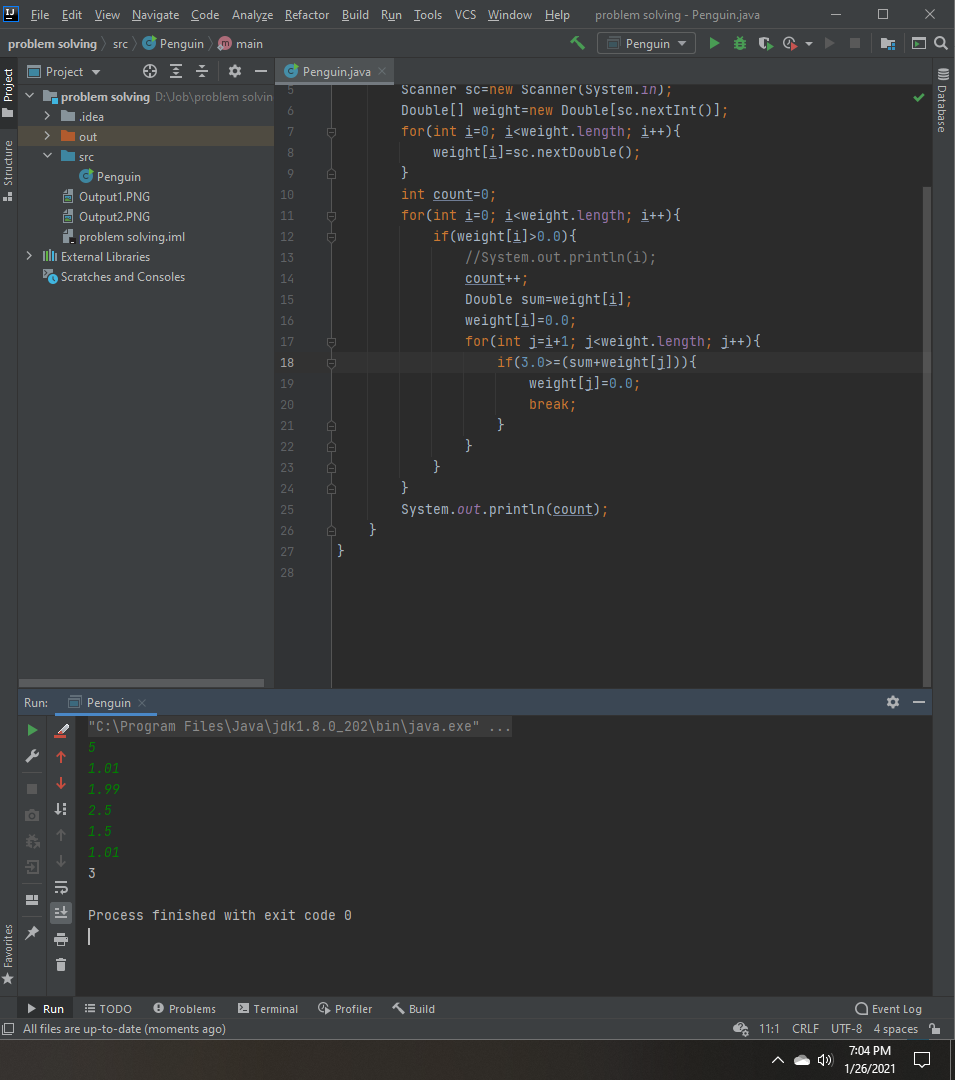 File Edit View Navigate Code Analyze Refactor Build Run Tools VCS Window Help problem solving - Penguin.java
problem solving src Penguin main
Penguin
Project
Structure
Favorites
Database
Project
problem solving D:\Job\problem solvin
.idea
out
src
Penguin
Output1.PNG
Output2.PNG
problem solving.iml
External Libraries
Scratches and Consoles
Penguin.java
5 Scanner sc=new Scanner(System.in);
6 Double[] weight=new Double[sc.nextInt()];
7 for(int i=0; i<weight.length; i++){
8 weight[i]=sc.nextDouble();
9 }
10 int count=0;
11 for(int i=0; i<weight.length; i++){
12 if(weight[i]>0.0){
13 //System.out.println(i);
14 count++;
15 Double sum=weight[i];
16 weight[i]=0.0;
17 for(int j=i+1; j<weight.length; j++){
18 if(3.0>=(sum+weight[j])){
19 weight[j]=0.0;
20 break;
21 }
22 }
23 }
24 }
25 System.out.println(count);
26 }
27 }
28
Run: Penguin
"C:\Program Files\Java\jdk1.8.0_202\bin\java.exe" ...
5
1.01
1.99
2.5
1.5
1.01
3
Process finished with exit code 0
Run TODO Problems Terminal Profiler Build Event Log
All files are up-to-date (moments ago) 11:1 CRLF UTF-8 4 spaces
7:04 PM
1/26/2021